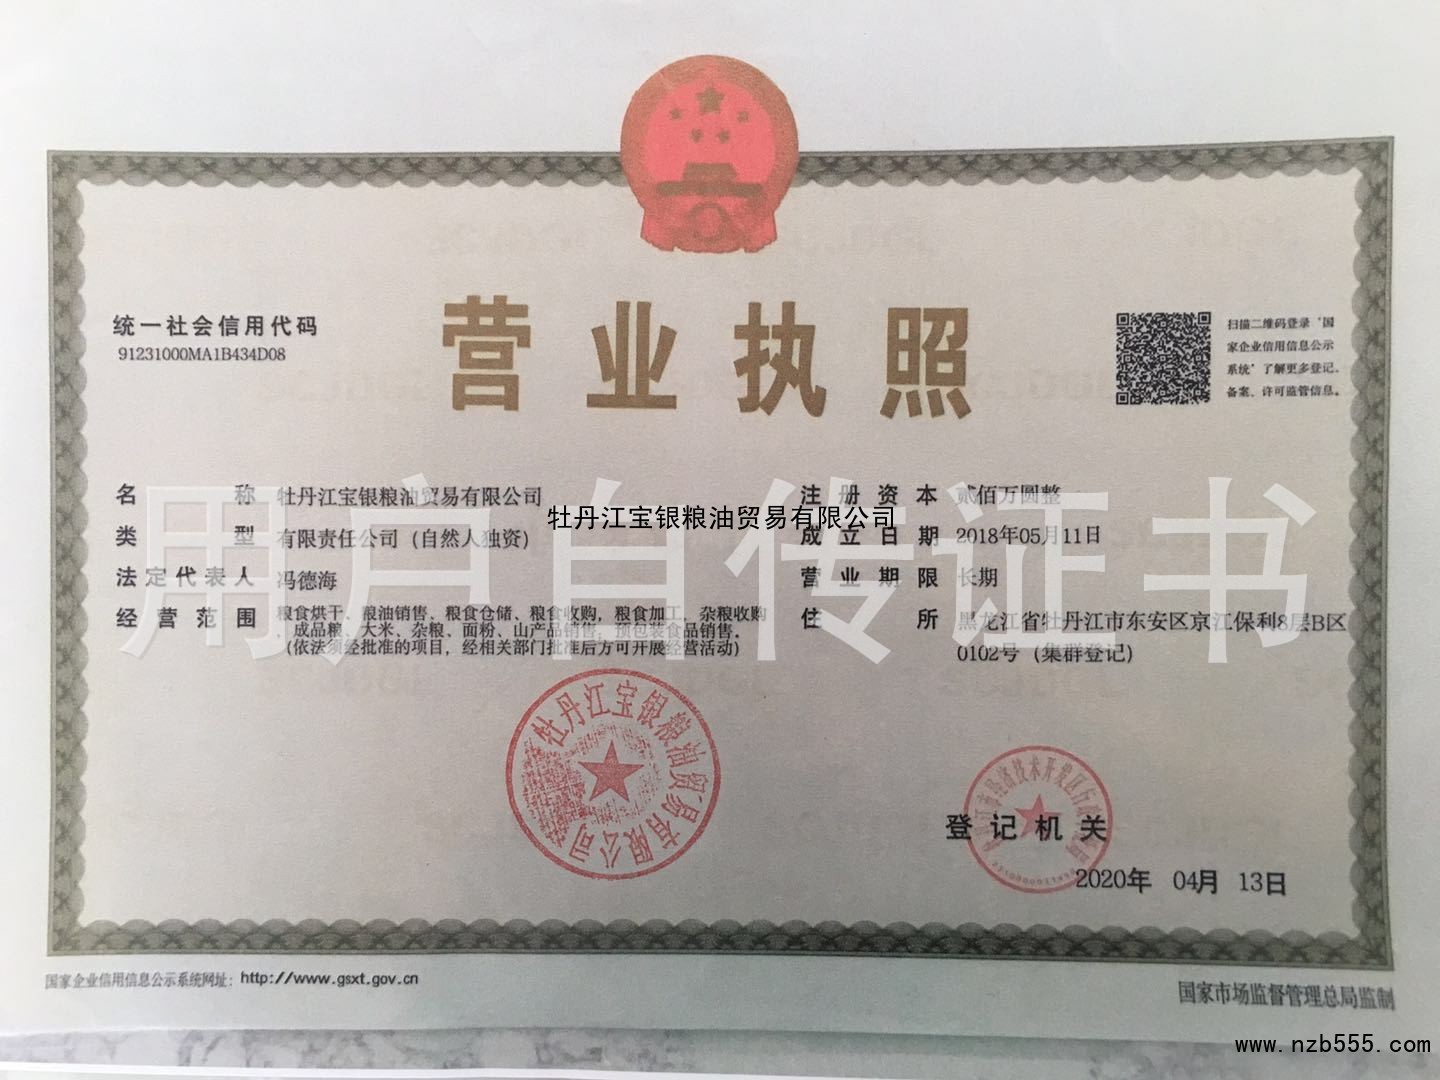 营业执照
统一社会信用代码
91231000MA1B434D08
扫描二维码登录‘国
家企业信用信息公示
系统’了解更多登记、
备案、许可监管信息。
名称 牡丹江宝银粮油贸易有限公司
类型 有限责任公司（自然人独资）
法定代表人 冯德海
经营范围 粮食烘干、粮油销售，粮食仓储、粮食收购，粮食加工、杂粮收购
、成品粮、大米、杂粮、面粉、山产品销售，预包装食品销售。
（依法须经批准的项目，经相关部门批准后方可开展经营活动）
注册资本 贰佰万圆整
成立日期 2018年05月11日
营业期限 长期
住所 黑龙江省牡丹江市东安区京江保利8层B区
0102号（集群登记）
牡丹江宝银粮油贸易有限公司
用户自传证书
牡丹江宝银粮油贸易有限公司
登记机关
2020年 04月 13日
国家企业信用信息公示系统网址：http://www.gsxt.gov.cn
国家市场监督管理总局监制
www.nzb555.com